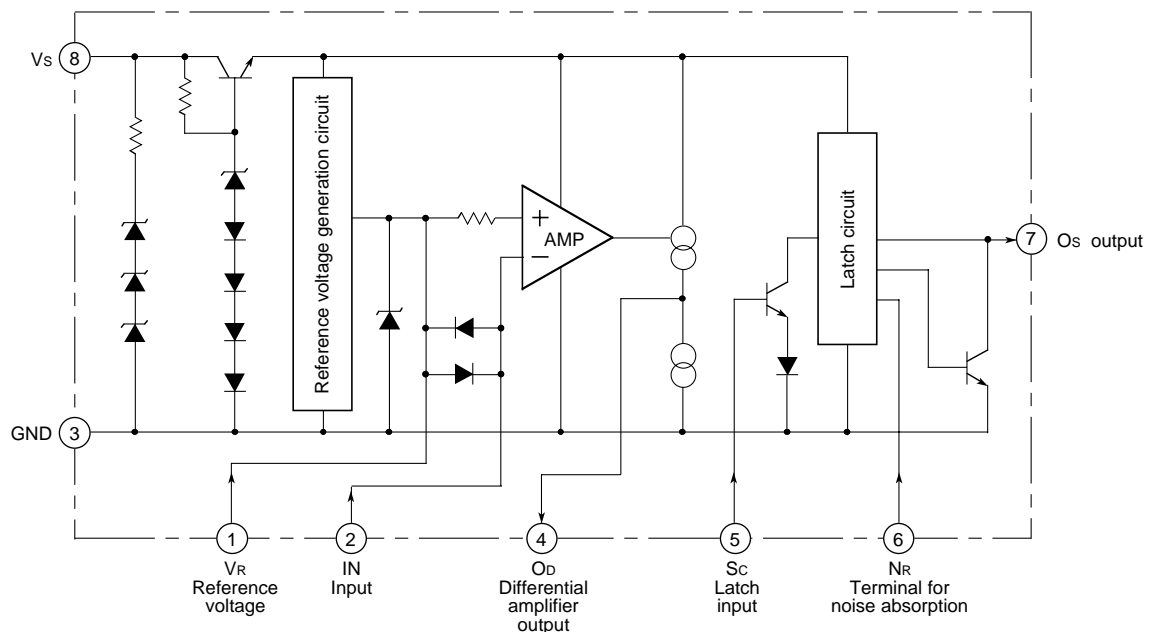 Vs
8
Reference voltage generation circuit
+
AMP
−
Latch circuit
7
Os output
GND
3
1
VR
Reference
voltage
2
IN
Input
4
OD
Differential
amplifier
output
5
Sc
Latch
input
6
NR
Terminal for
noise absorption